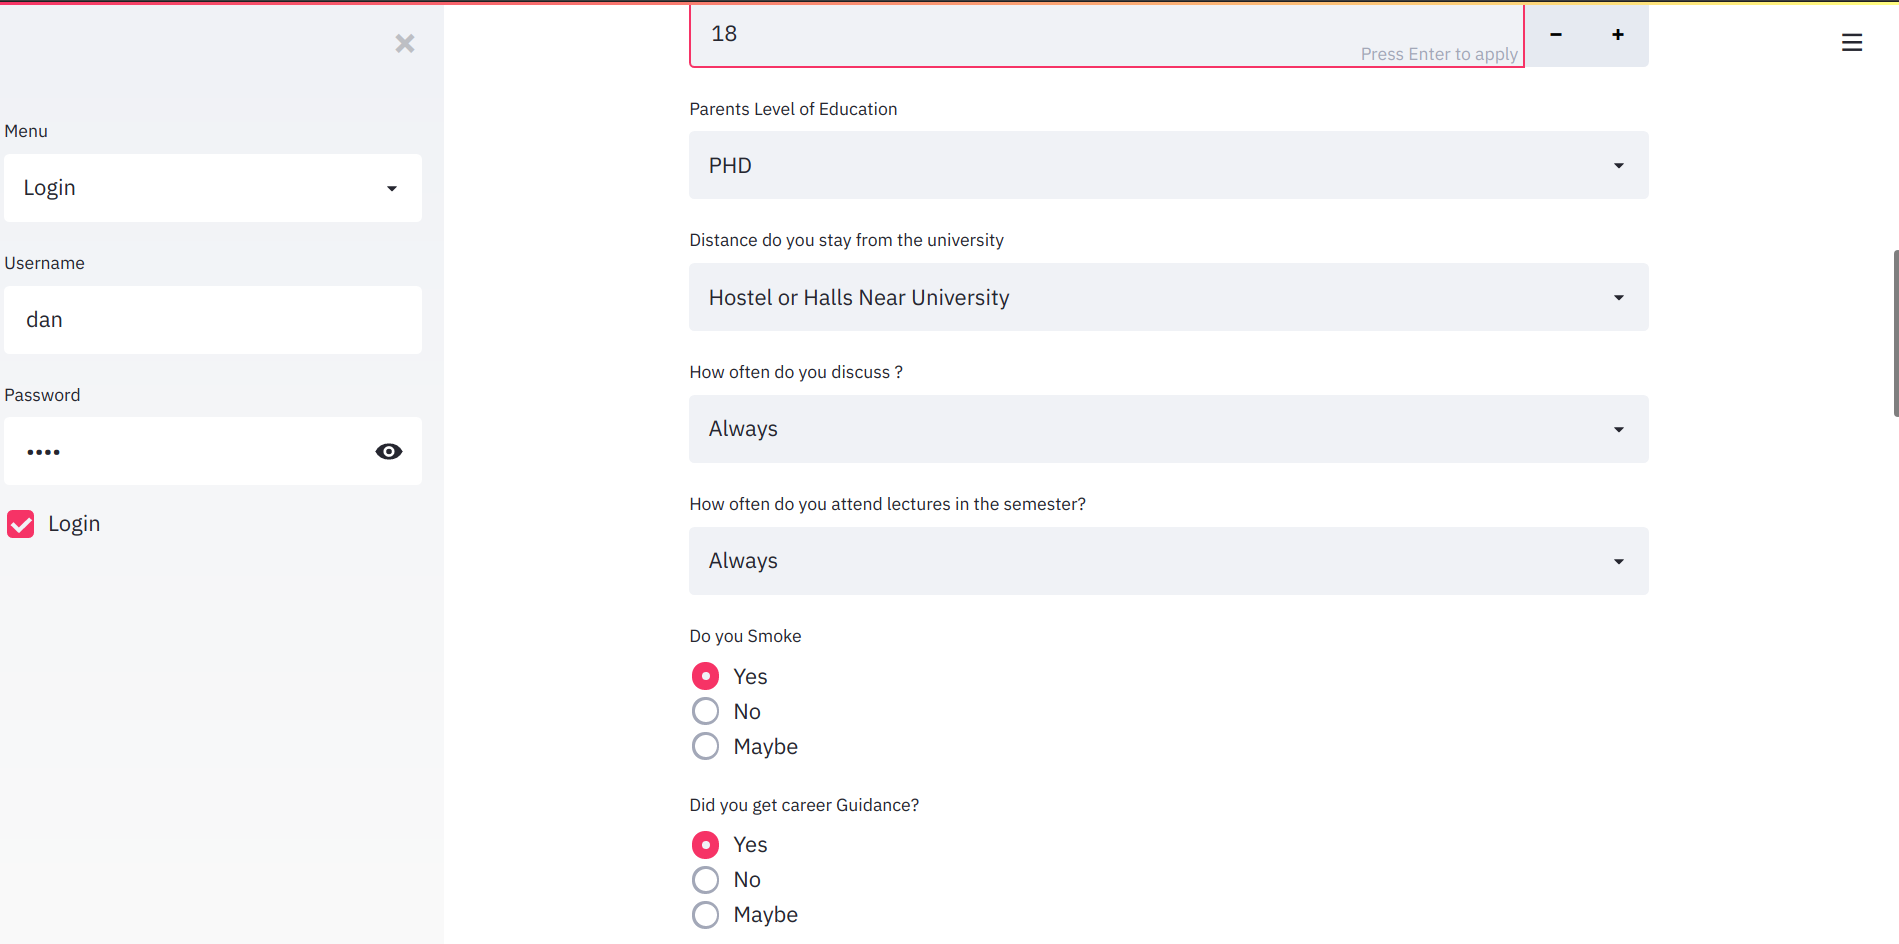 Menu
Login
Username
dan
Password
••••
Login
18
Press Enter to apply
Parents Level of Education
PHD
Distance do you stay from the university
Hostel or Halls Near University
How often do you discuss ?
Always
How often do you attend lectures in the semester?
Always
Do you Smoke
Yes
No
Maybe
Did you get career Guidance?
Yes
No
Maybe